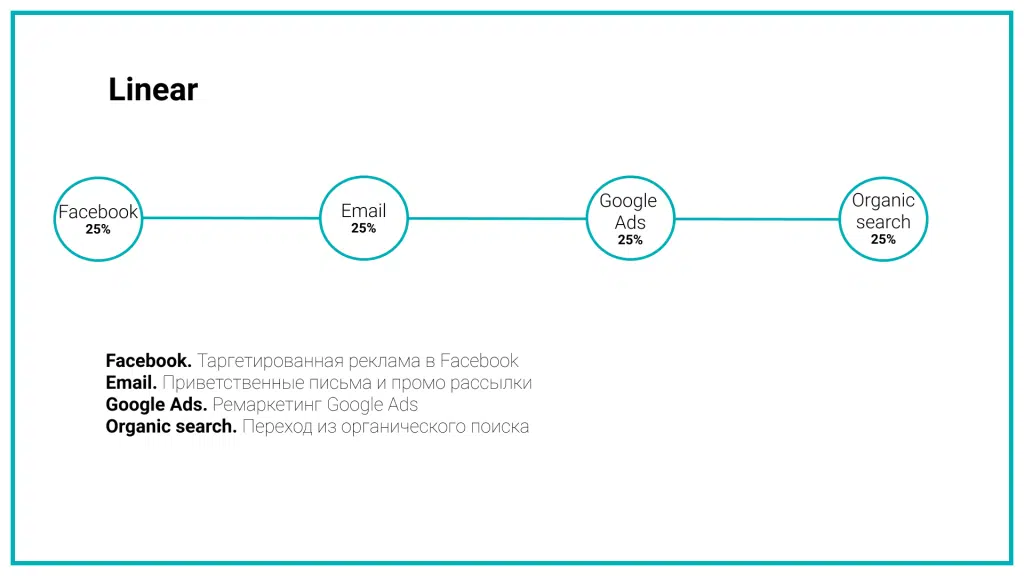 Linear
Facebook
25%
Email
25%
Google
Ads
25%
Organic
search
25%
Facebook. Таргетированная реклама в Facebook
Email. Приветственные письма и промо рассылки
Google Ads. Ремаркетинг Google Ads
Organic search. Переход из органического поиска